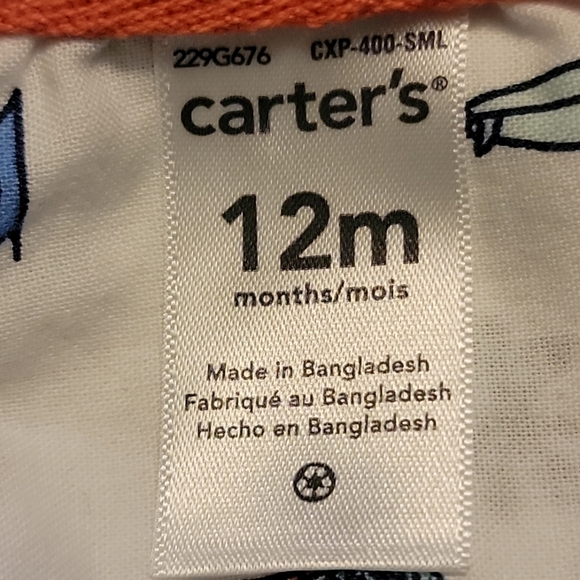 229G676 CXP-400-SML
carter's®
12m
months/mois
Made in Bangladesh
Fabriqué au Bangladesh
Hecho en Bangladesh